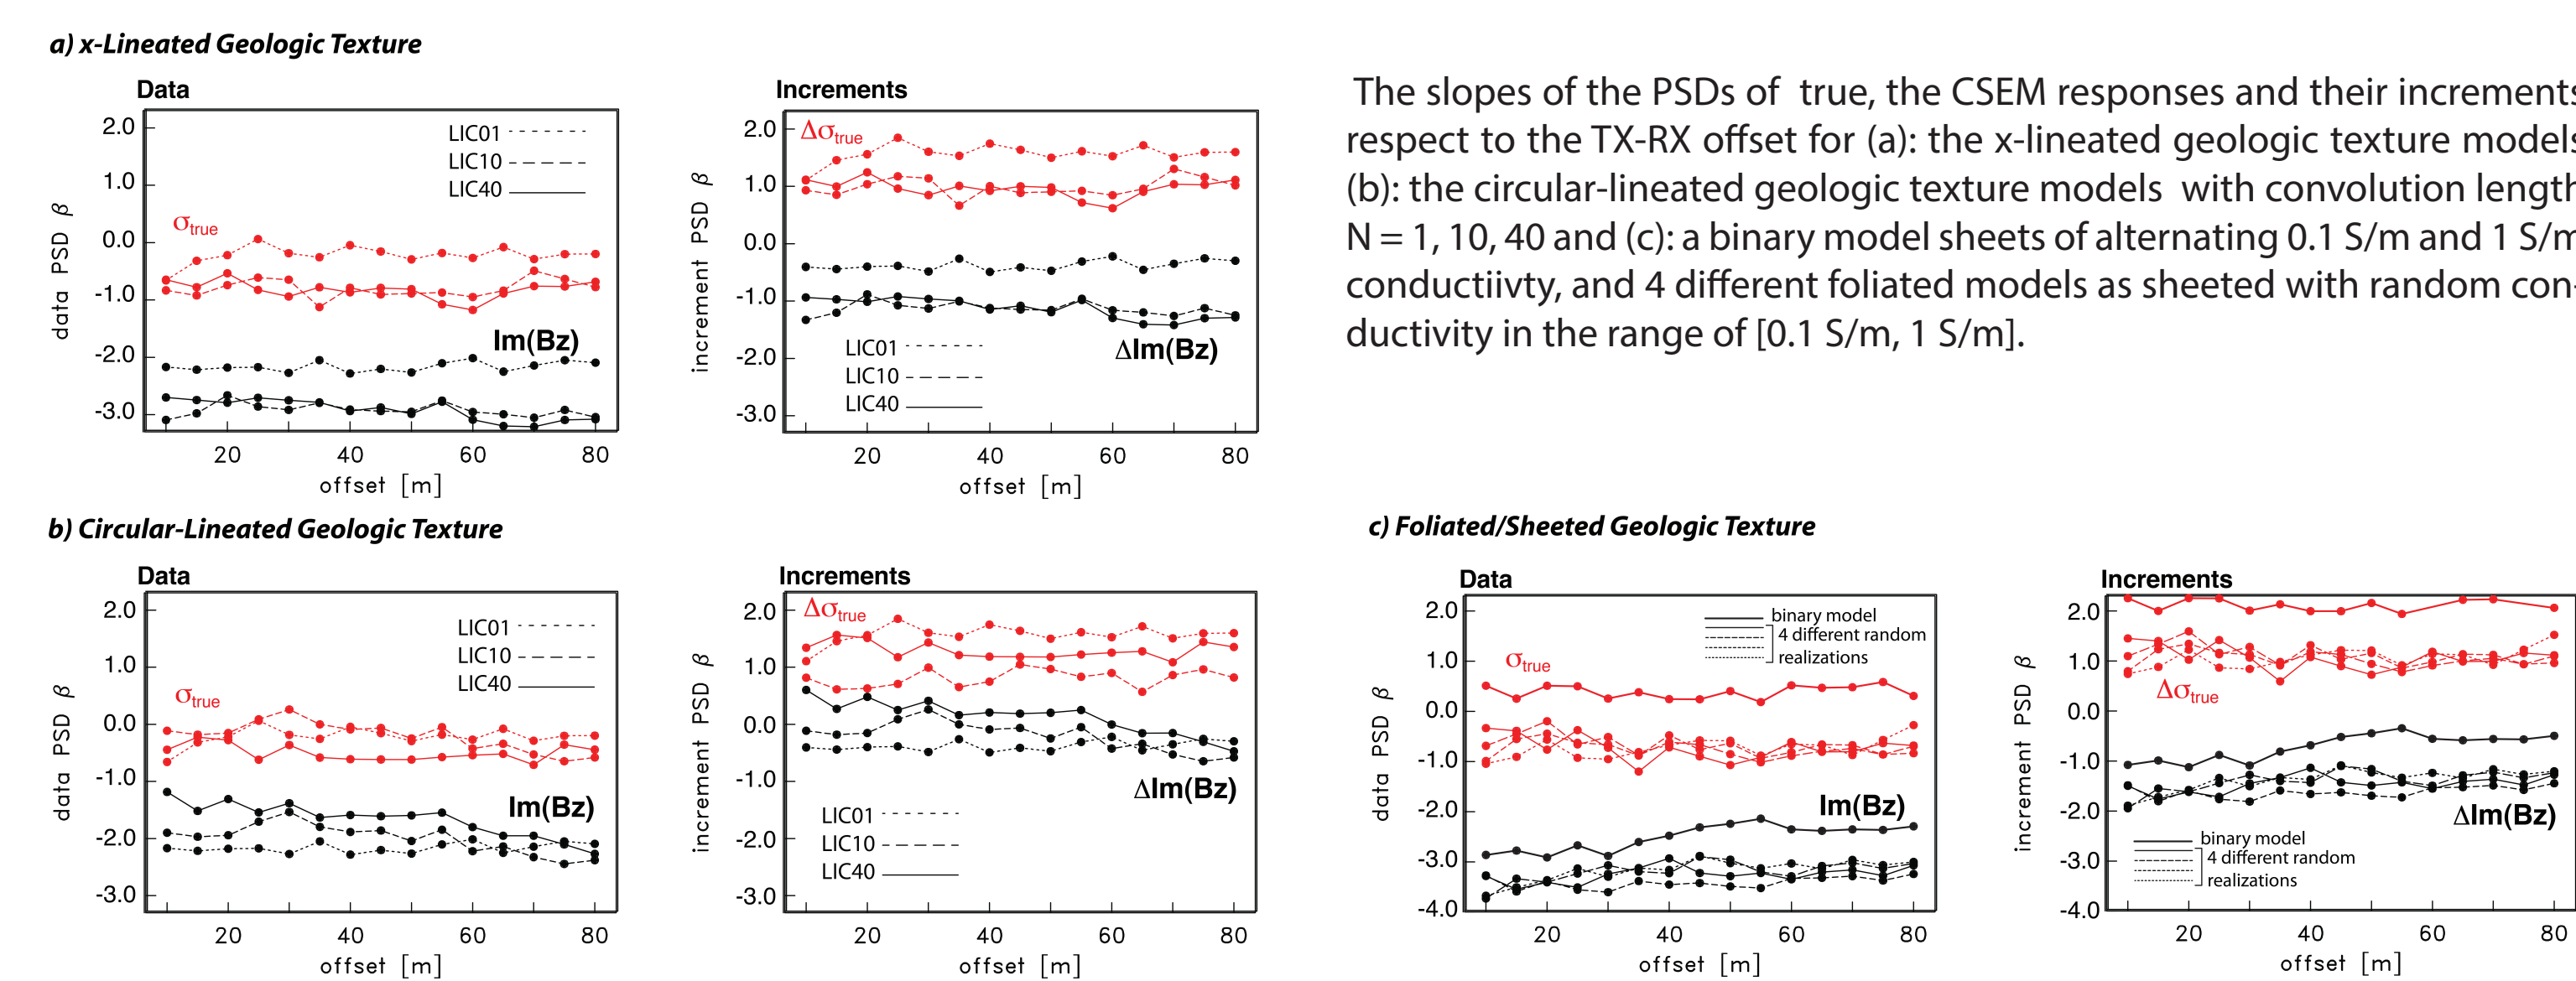 a) x-Lineated Geologic Texture
Data
2.0
1.0
0.0
-1.0
-2.0
-3.0
data PSD β
LIC01
LIC10
LIC40
σtrue
Im(Bz)
20 40 60 80
offset [m]
Increments
2.0
1.0
0.0
-1.0
-2.0
-3.0
increment PSD β
Δσtrue
LIC01
LIC10
LIC40
ΔIm(Bz)
20 40 60 80
offset [m]
The slopes of the PSDs of true, the CSEM responses and their increments
respect to the TX-RX offset for (a): the x-lineated geologic texture models
(b): the circular-lineated geologic texture models with convolution length
N = 1, 10, 40 and (c): a binary model sheets of alternating 0.1 S/m and 1 S/m
conductiivty, and 4 different foliated models as sheeted with random con-
ductivity in the range of [0.1 S/m, 1 S/m].
b) Circular-Lineated Geologic Texture
Data
2.0
1.0
0.0
-1.0
-2.0
-3.0
data PSD β
LIC01
LIC10
LIC40
σtrue
Im(Bz)
20 40 60 80
offset [m]
Increments
2.0
1.0
0.0
-1.0
-2.0
-3.0
increment PSD β
Δσtrue
ΔIm(Bz)
LIC01
LIC10
LIC40
20 40 60 80
offset [m]
c) Foliated/Sheeted Geologic Texture
Data
2.0
1.0
0.0
-1.0
-2.0
-3.0
-4.0
data PSD β
binary model
4 different random
realizations
σtrue
Im(Bz)
20 40 60 80
offset [m]
Increments
2.0
1.0
0.0
-1.0
-2.0
-3.0
-4.0
increment PSD β
Δσtrue
ΔIm(Bz)
binary model
4 different random
realizations
20 40 60 80
offset [m]